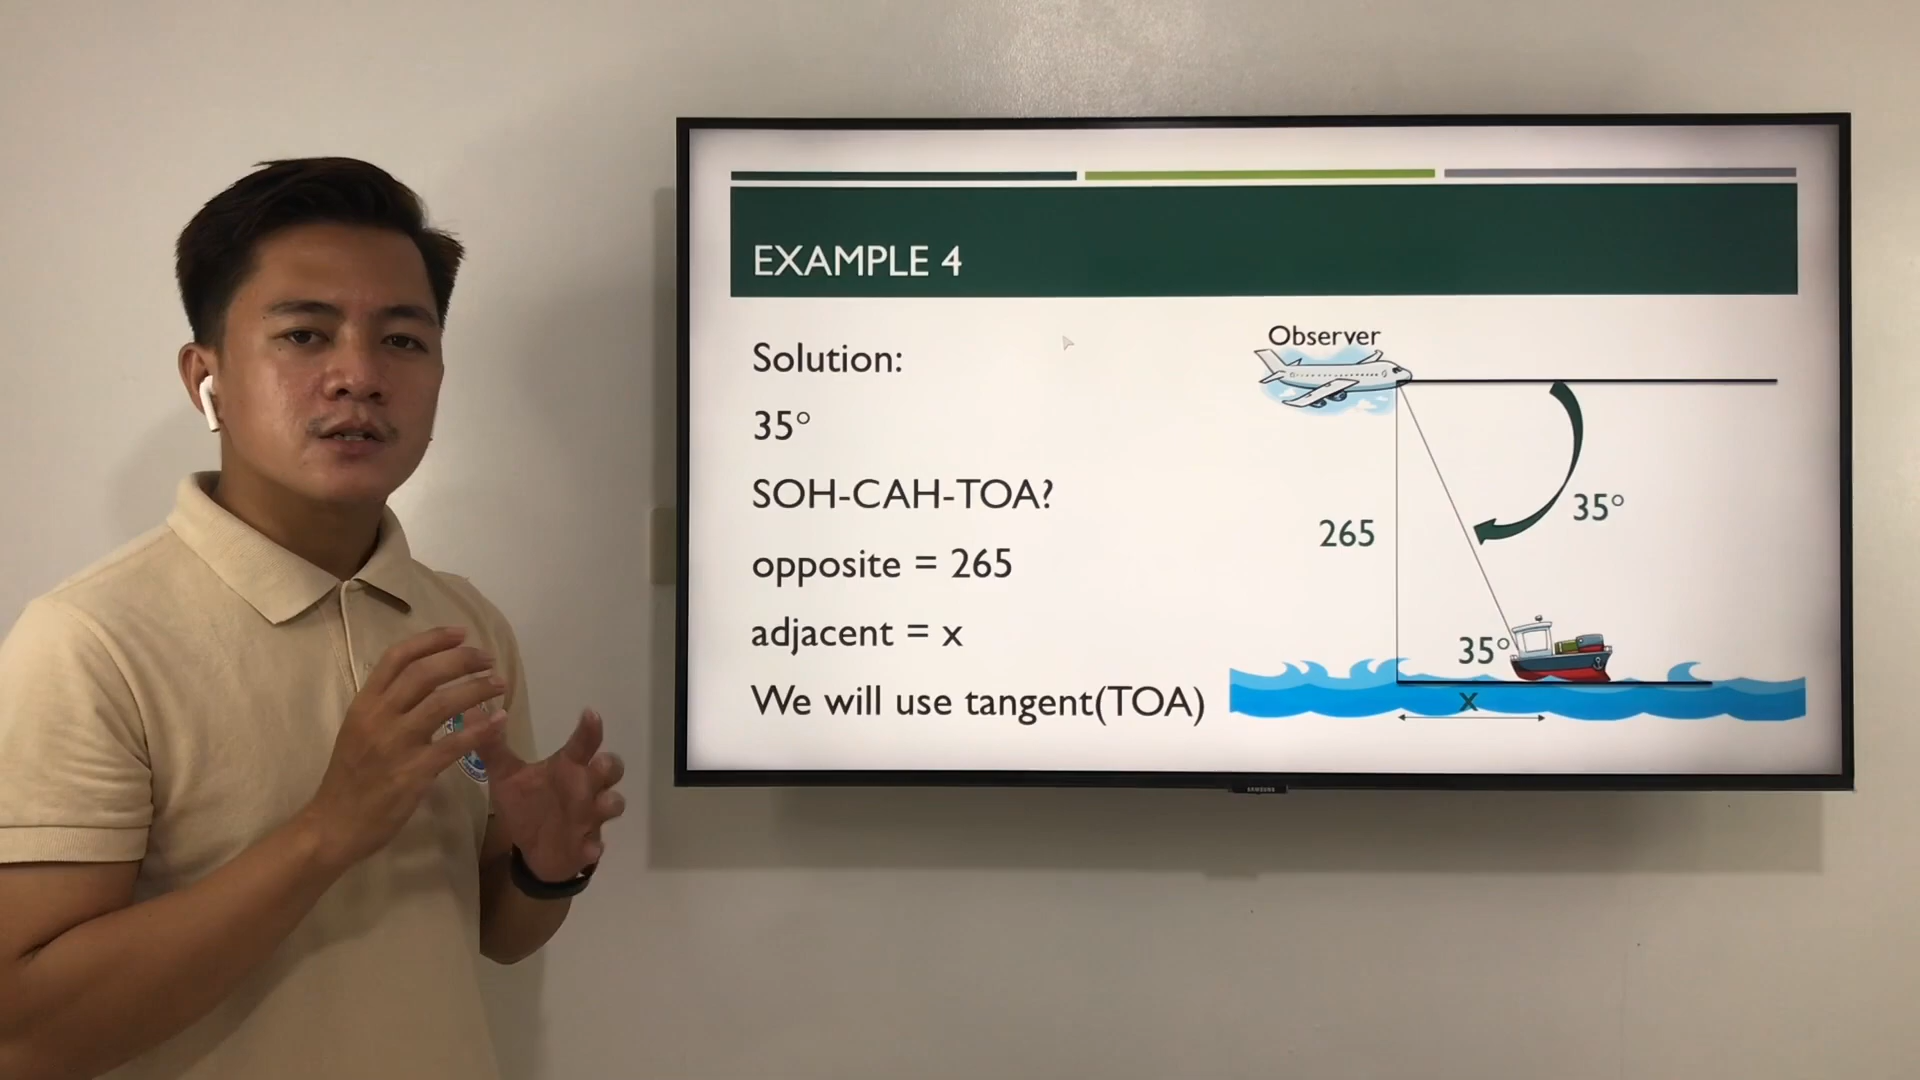 EXAMPLE 4
Solution:
35°
SOH-CAH-TOA?
opposite = 265
adjacent = x
We will use tangent(TOA)
Observer
35°
265
35°
x
SAMSUNG